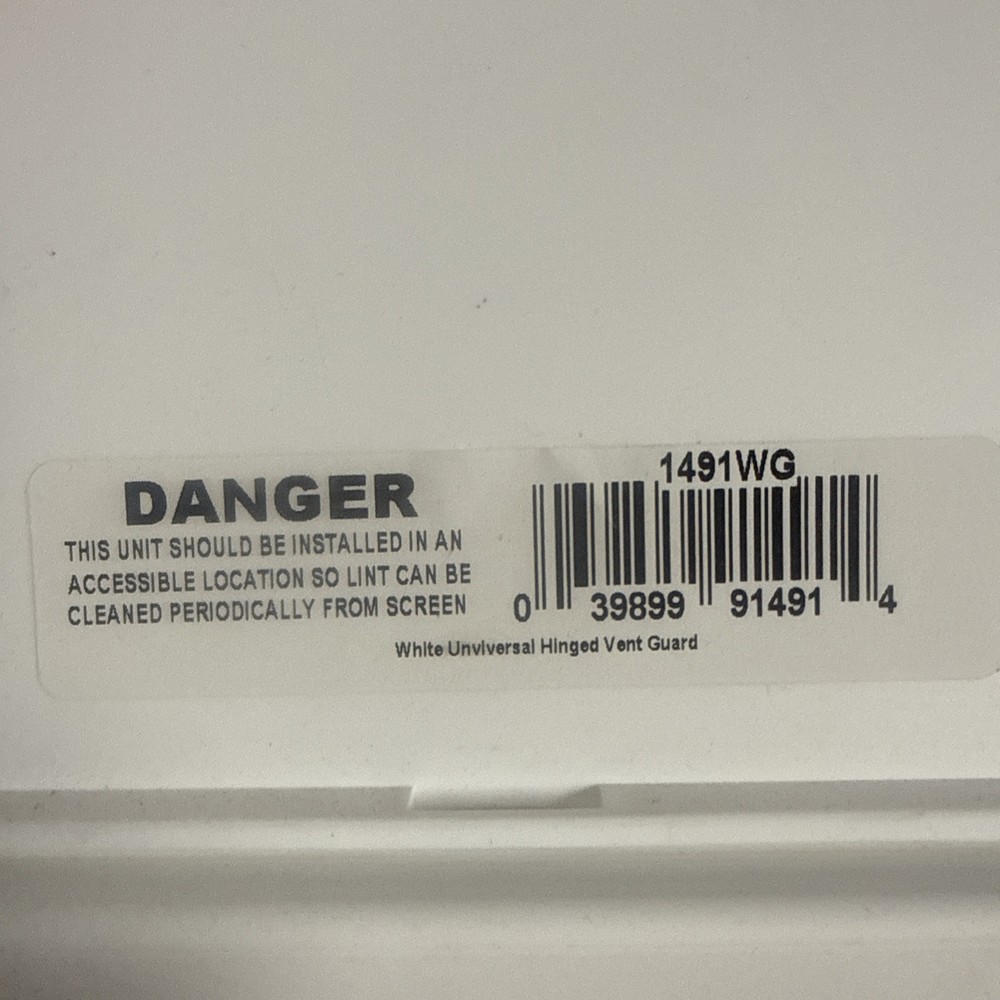 DANGER
THIS UNIT SHOULD BE INSTALLED IN AN
ACCESSIBLE LOCATION SO LINT CAN BE
CLEANED PERIODICALLY FROM SCREEN
1491WG
0 39899 91491 4
White Unviversal Hinged Vent Guard